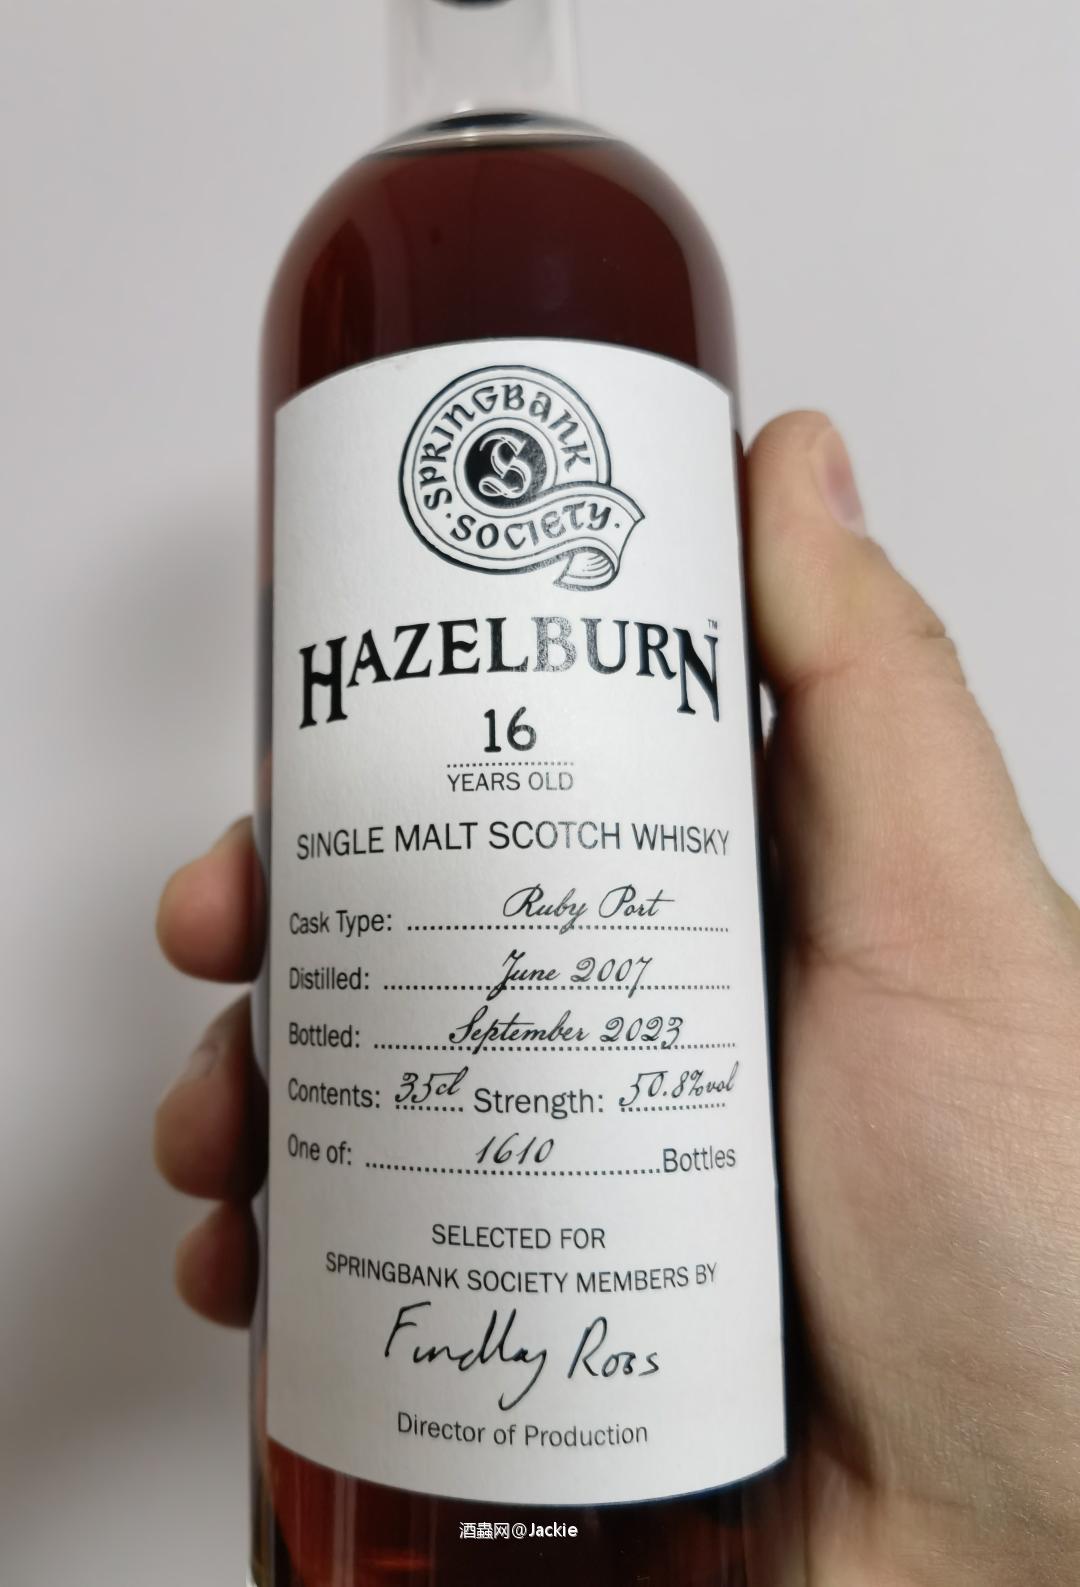 SPRINGBANK
· SOCIETY ·
S
HAZELBURN™
16
YEARS OLD
SINGLE MALT SCOTCH WHISKY
Cask Type: Ruby Port
Distilled: June 2007
Bottled: September 2023
Contents: 35cl Strength: 50.8%vol
One of: 1610 Bottles
SELECTED FOR
SPRINGBANK SOCIETY MEMBERS BY
Findlay Ross
Director of Production
酒蟲网@Jackie